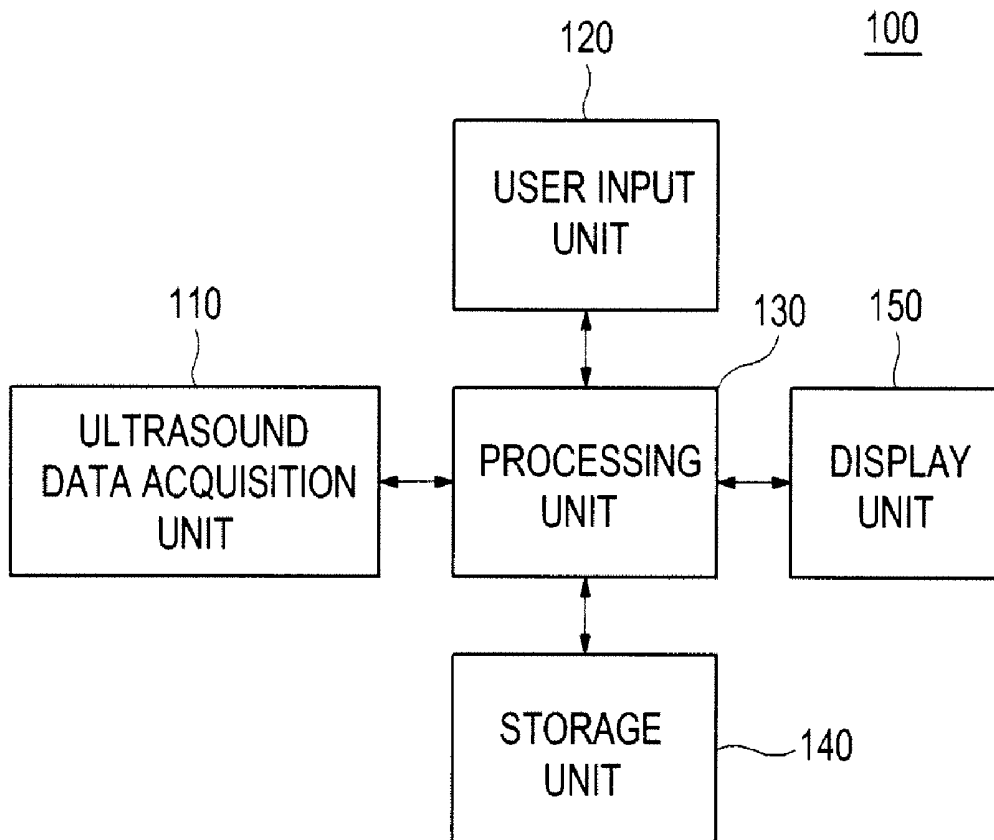 100
120
USER INPUT
UNIT
110
130
150
ULTRASOUND
DATA ACQUISITION
UNIT
PROCESSING
UNIT
DISPLAY
UNIT
STORAGE
UNIT
140